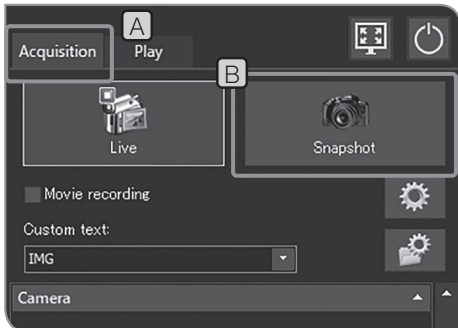 A
Acquisition
Play
B
Live
Snapshot
Movie recording
Custom text:
IMG
Camera